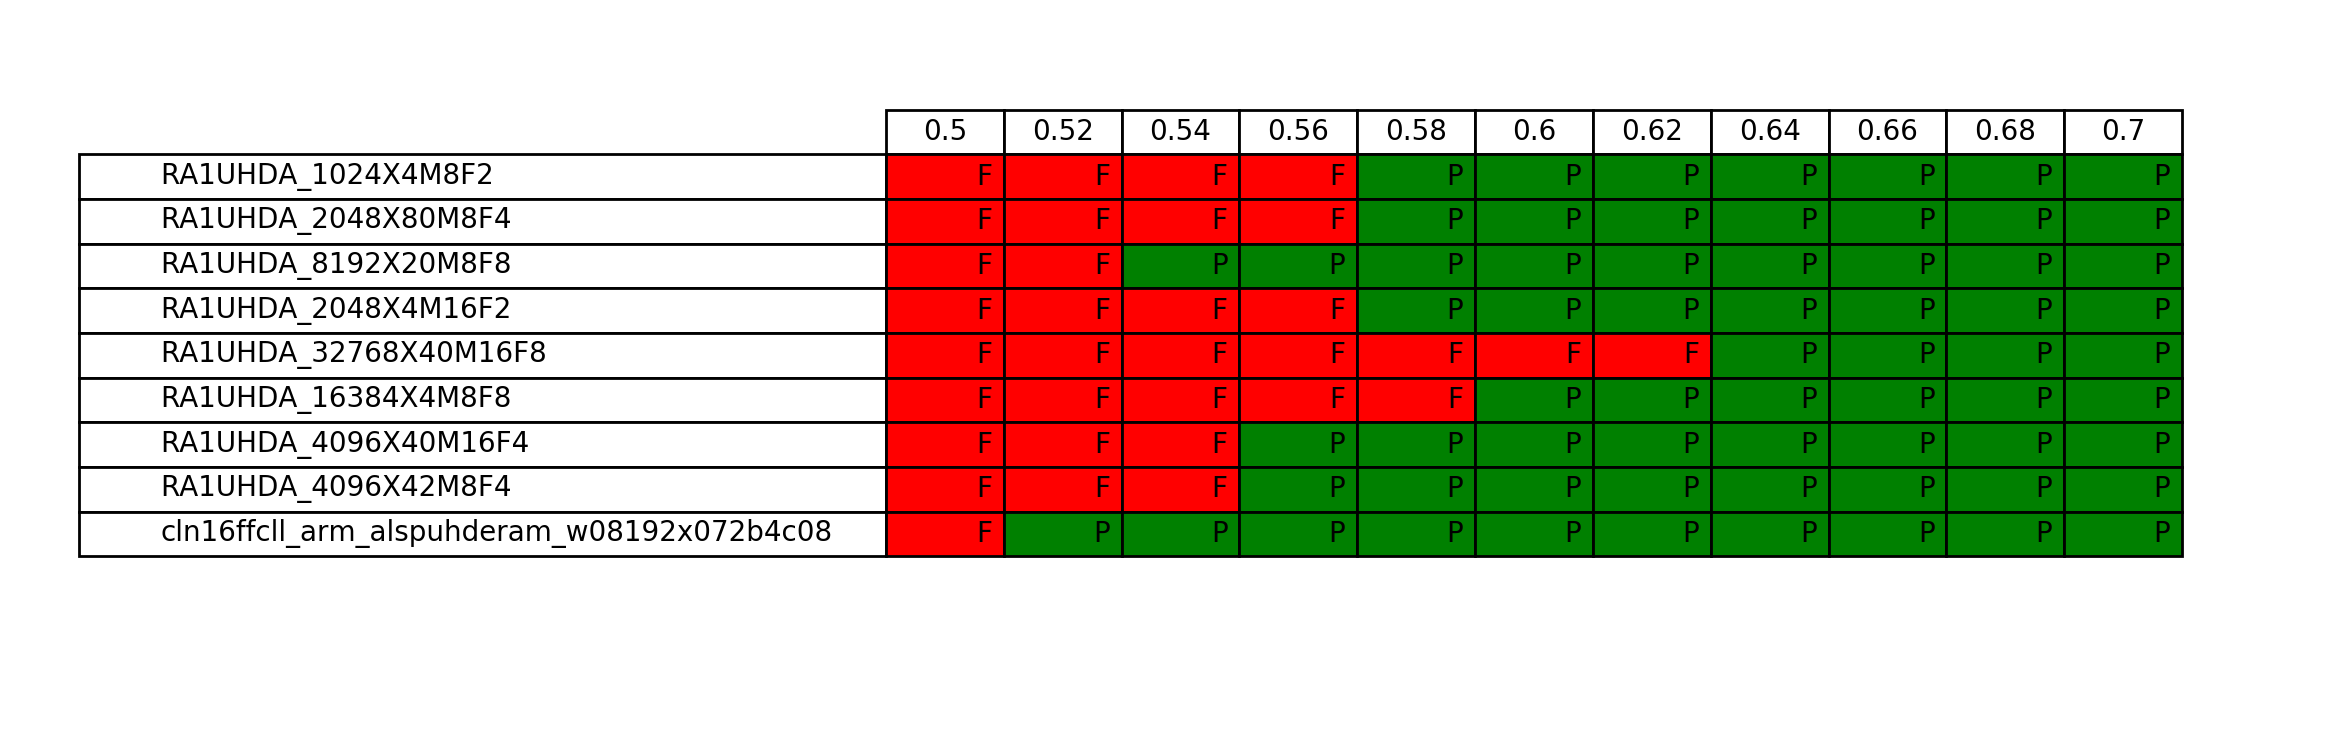 0.5 0.52 0.54 0.56 0.58 0.6 0.62 0.64 0.66 0.68 0.7
RA1UHDA_1024X4M8F2 F F F F P P P P P P P
RA1UHDA_2048X80M8F4 F F F F P P P P P P P
RA1UHDA_8192X20M8F8 F F P P P P P P P P P
RA1UHDA_2048X4M16F2 F F F F P P P P P P P
RA1UHDA_32768X40M16F8 F F F F F F F P P P P
RA1UHDA_16384X4M8F8 F F F F F P P P P P P
RA1UHDA_4096X40M16F4 F F F P P P P P P P P
RA1UHDA_4096X42M8F4 F F F P P P P P P P P
cln16ffcll_arm_alspuhderam_w08192x072b4c08 F P P P P P P P P P P